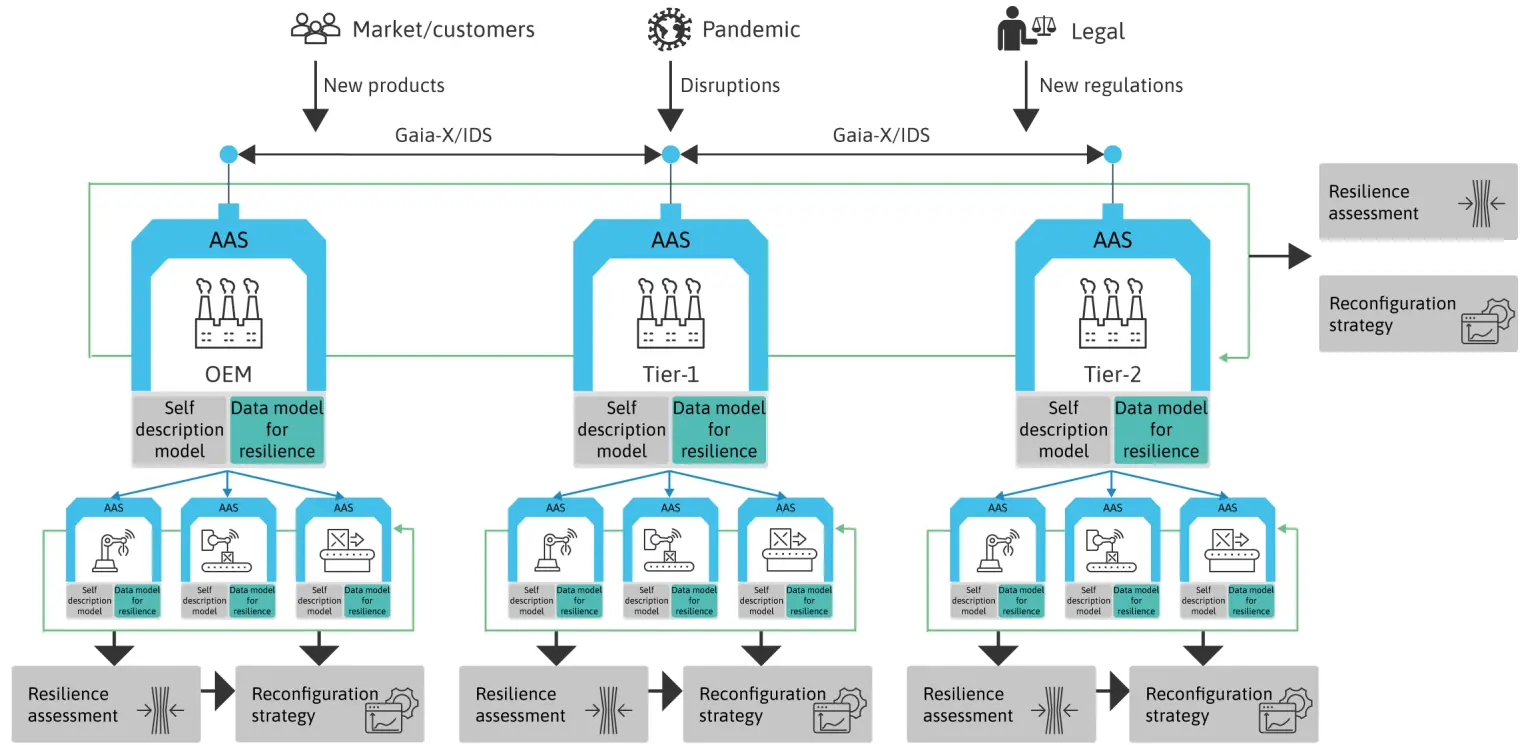 Market/customers
Pandemic
Legal
New products
Disruptions
New regulations
Gaia-X/IDS
Gaia-X/IDS
Resilience
assessment
Reconfiguration
strategy
AAS
OEM
Self
description
model
Data model
for
resilience
AAS
Tier-1
Self
description
model
Data model
for
resilience
AAS
Tier-2
Self
description
model
Data model
for
resilience
AAS
Self
description
model
Data model
for
resilience
AAS
Self
description
model
Data model
for
resilience
AAS
Self
description
model
Data model
for
resilience
AAS
Self
description
model
Data model
for
resilience
AAS
Self
description
model
Data model
for
resilience
AAS
Self
description
model
Data model
for
resilience
AAS
Self
description
model
Data model
for
resilience
AAS
Self
description
model
Data model
for
resilience
AAS
Self
description
model
Data model
for
resilience
Resilience
assessment
Reconfiguration
strategy
Resilience
assessment
Reconfiguration
strategy
Resilience
assessment
Reconfiguration
strategy